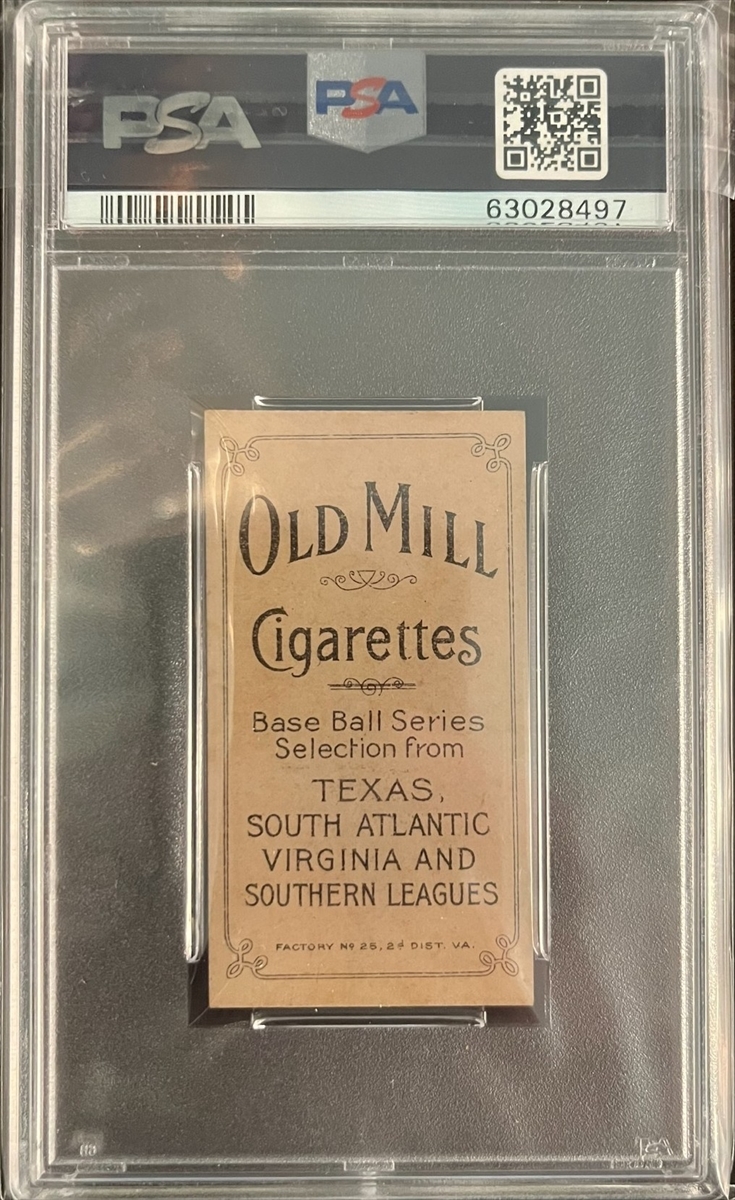 PSA
PSA
63028497
OLD MILL
Cigarettes
Base Ball Series
Selection from
TEXAS,
SOUTH ATLANTIC
VIRGINIA AND
SOUTHERN LEAGUES
FACTORY Nº 25, 2d DIST. VA.